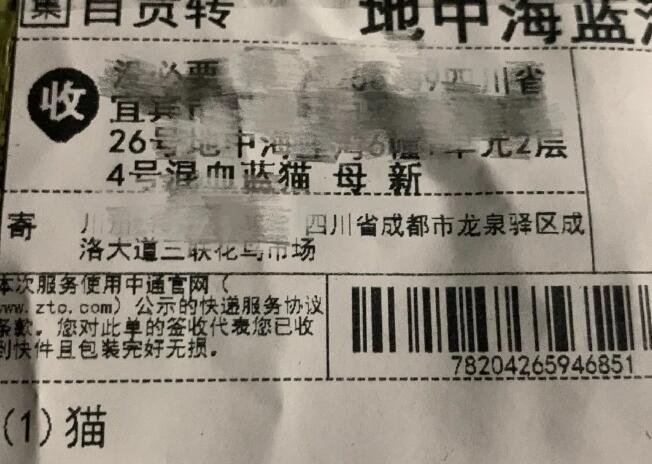 集 自贡转 地中海蓝
收
四川省
宜宾
26号地中海 6幢 单元2层
4号混血蓝猫 母 新
寄 川 四川省成都市龙泉驿区成
洛大道三联花鸟市场
本次服务使用中通官网(
www.zto.com)公示的快递服务协议
条款。您对此单的签收代表您已收
到快件且包装完好无损。
78204265946851
(1)猫